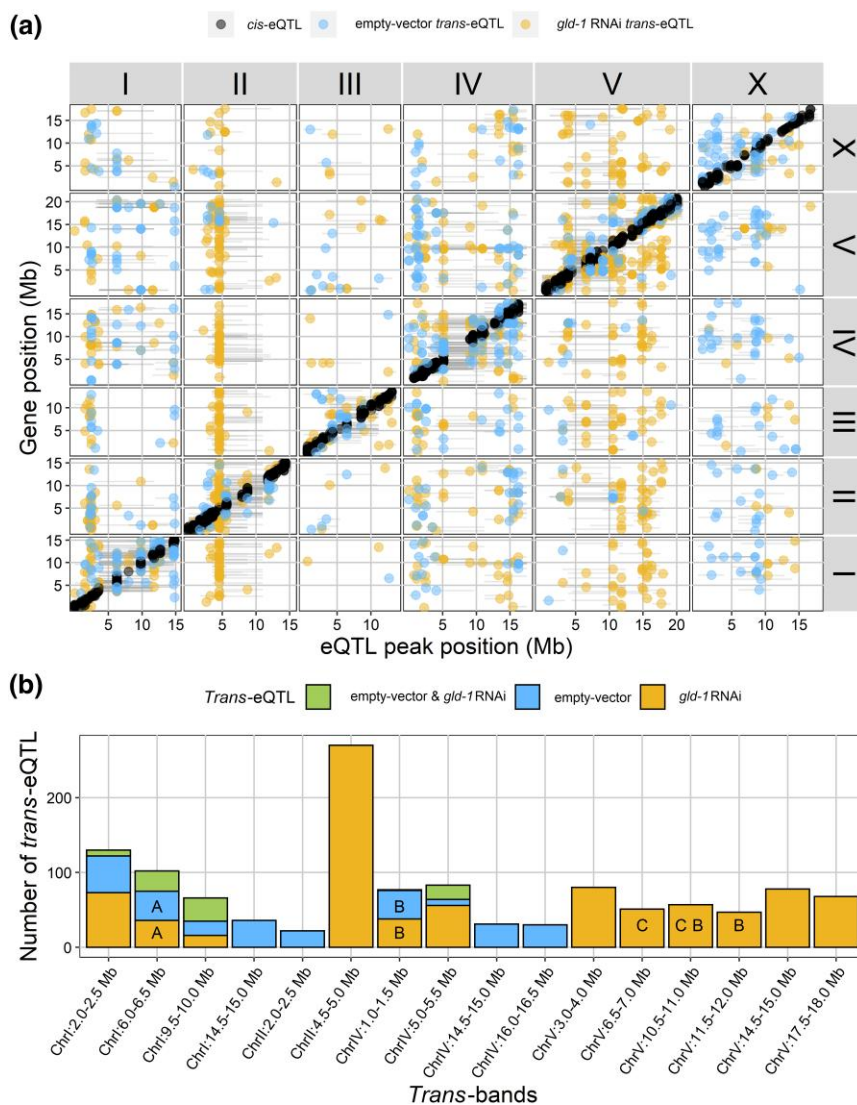 (a)
cis-eQTL empty-vector trans-eQTL gld-1 RNAi trans-eQTL
I II III IV V X
Gene position (Mb)
15
10
5
X
20
15
10
5
V
15
10
5
IV
10
5
III
15
10
5
II
15
10
5
I
5 10 15 5 10 15 5 10 5 10 15 5 10 15 20 5 10 15
eQTL peak position (Mb)
(b)
Trans-eQTL empty-vector & gld-1 RNAi empty-vector gld-1 RNAi
Number of trans-eQTL
200
100
0
A
A
B
B
C
C B
B
ChrI:2.0-2.5 Mb
ChrI:6.0-6.5 Mb
ChrI:9.5-10.0 Mb
ChrI:14.5-15.0 Mb
ChrII:2.0-2.5 Mb
ChrII:4.5-5.0 Mb
ChrIV:1.0-1.5 Mb
ChrIV:5.0-5.5 Mb
ChrIV:14.5-15.0 Mb
ChrIV:16.0-16.5 Mb
ChrV:3.0-4.0 Mb
ChrV:6.5-7.0 Mb
ChrV:10.5-11.0 Mb
ChrV:11.5-12.0 Mb
ChrV:14.5-15.0 Mb
ChrV:17.5-18.0 Mb
Trans-bands